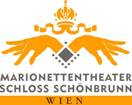 MARIONETTENTHEATER
SCHLOSS SCHÖNBRUNN
WIEN